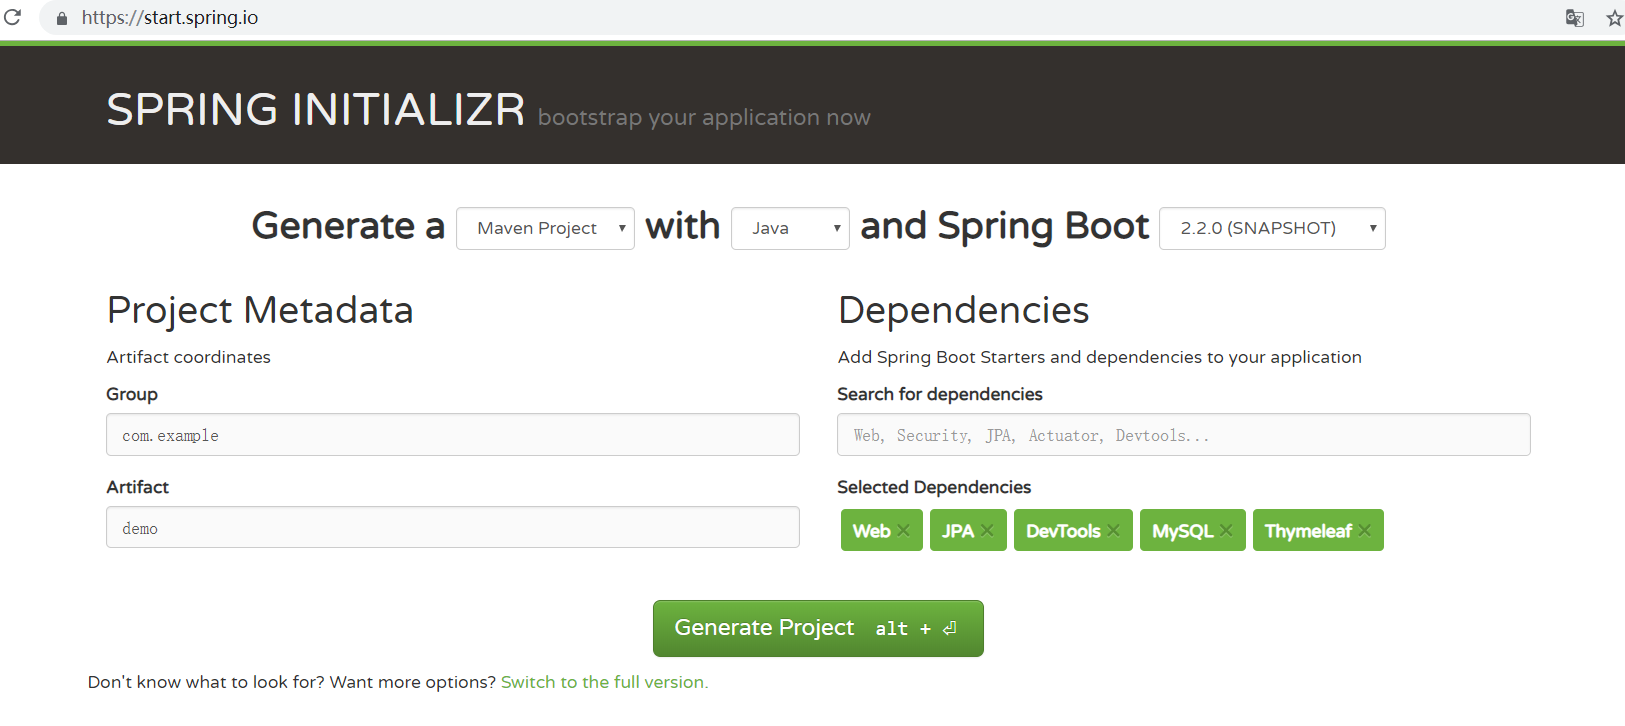 https://start.spring.io
SPRING INITIALIZR bootstrap your application now
Generate a Maven Project with Java and Spring Boot 2.2.0 (SNAPSHOT)
Project Metadata
Artifact coordinates
Group
com.example
Artifact
demo
Dependencies
Add Spring Boot Starters and dependencies to your application
Search for dependencies
Web, Security, JPA, Actuator, Devtools...
Selected Dependencies
Web JPA DevTools MySQL Thymeleaf
Generate Project alt + ⏎
Don't know what to look for? Want more options? Switch to the full version.